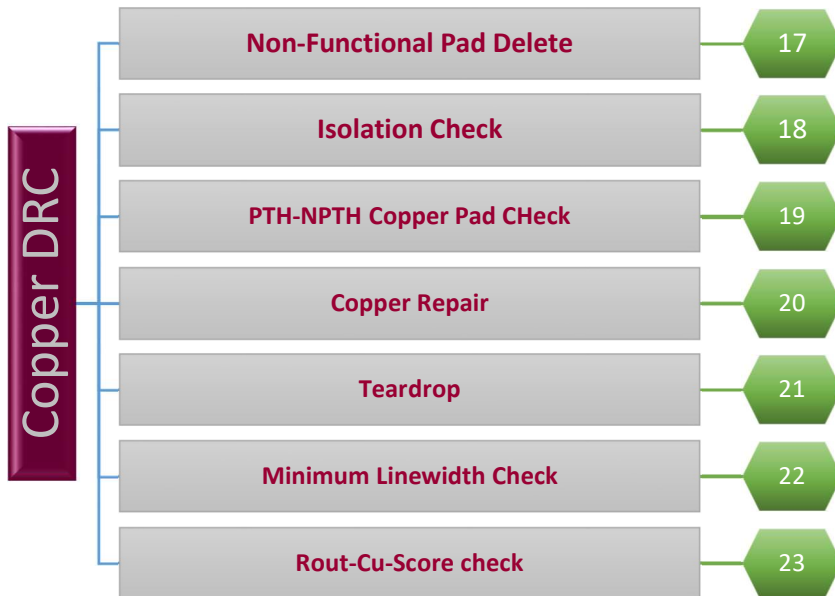 Copper DRC
Non-Functional Pad Delete
17
Isolation Check
18
PTH-NPTH Copper Pad CHeck
19
Copper Repair
20
Teardrop
21
Minimum Linewidth Check
22
Rout-Cu-Score check
23